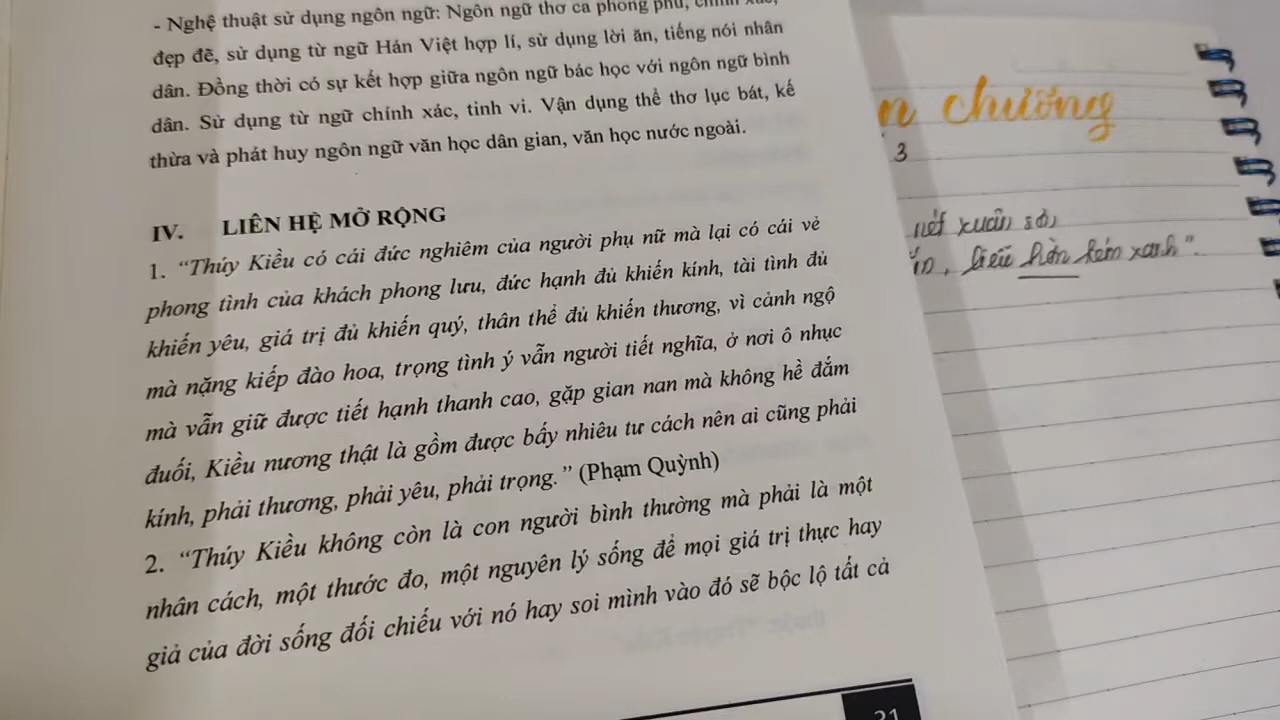 - Nghệ thuật sử dụng ngôn ngữ: Ngôn ngữ thơ ca phong phú, chính xác,
đẹp đẽ, sử dụng từ ngữ Hán Việt hợp lí, sử dụng lời ăn, tiếng nói nhân
dân. Đồng thời có sự kết hợp giữa ngôn ngữ bác học với ngôn ngữ bình
dân. Sử dụng từ ngữ chính xác, tinh vi. Vận dụng thể thơ lục bát, kế
thừa và phát huy ngôn ngữ văn học dân gian, văn học nước ngoài.
IV. LIÊN HỆ MỞ RỘNG
1. “Thúy Kiều có cái đức nghiêm của người phụ nữ mà lại có cái vẻ
phong tình của khách phong lưu, đức hạnh đủ khiến kính, tài tình đủ
khiến yêu, giá trị đủ khiến quý, thân thể đủ khiến thương, vì cảnh ngộ
mà nặng kiếp đào hoa, trọng tình ý vẫn người tiết nghĩa, ở nơi ô nhục
mà vẫn giữ được tiết hạnh thanh cao, gặp gian nan mà không hề đắm
đuối, Kiều nương thật là gồm được bấy nhiêu tư cách nên ai cũng phải
kính, phải thương, phải yêu, phải trọng.” (Phạm Quỳnh)
2. “Thúy Kiều không còn là con người bình thường mà phải là một
nhân cách, một thước đo, một nguyên lý sống để mọi giá trị thực hay
giả của đời sống đối chiếu với nó hay soi mình vào đó sẽ bộc lộ tất cả
21
n chương
3
nét xuân sơn
liễu hờn kém xanh”.